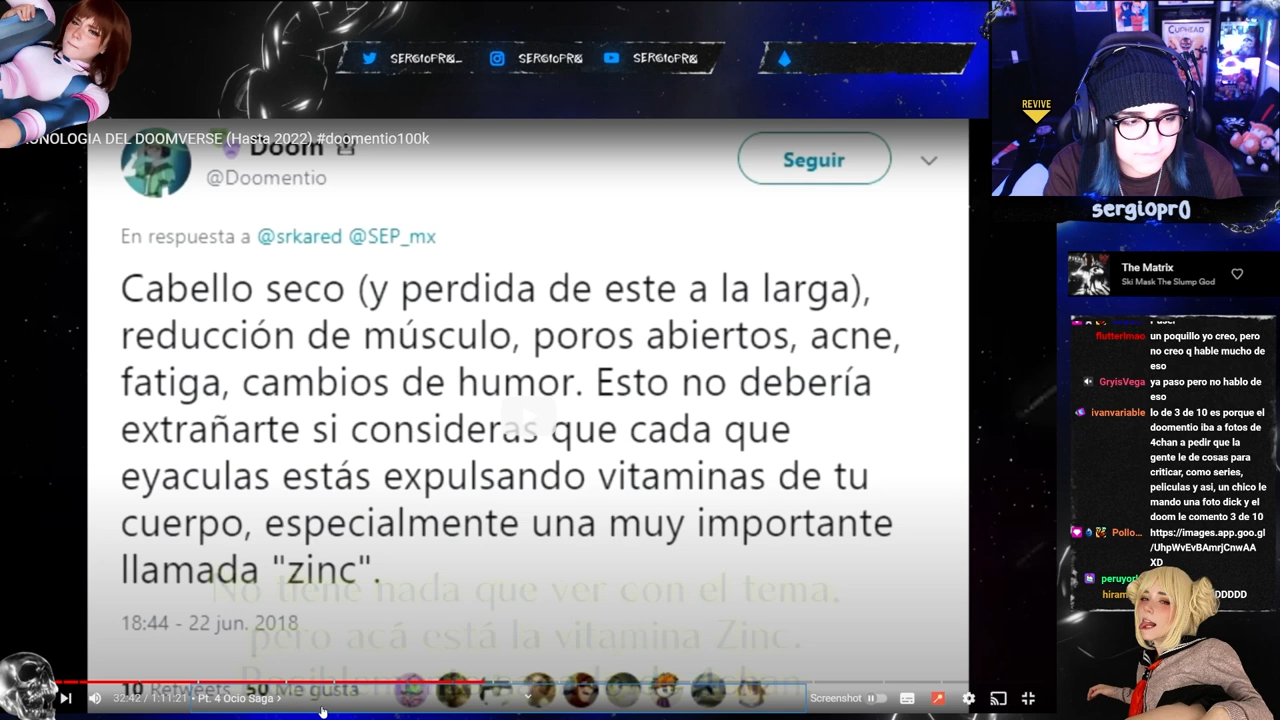 SERGIOPR0_
SERGIOPR0
SERGIOPR0
REVIVE
ONOLOGIA DEL DOOMVERSE (Hasta 2022) #doomentio100k
Doom
@Doomentio
Seguir
En respuesta a @srkared @SEP_mx
Cabello seco (y perdida de este a la larga),
reducción de músculo, poros abiertos, acne,
fatiga, cambios de humor. Esto no debería
extrañarte si consideras que cada que
eyaculas estás expulsando vitaminas de tu
cuerpo, especialmente una muy importante
llamada "zinc".
No tiene nada que ver con el tema.
pero acá está la vitamina Zinc.
18:44 - 22 jun. 2018
10 Retweets 50 Me gusta
32:42 / 1:11:21 • Pt. 4 Ocio Saga >
Screenshot
CUPHEAD
sergiopr0
The Matrix
Ski Mask The Slump God
flutterlmao un poquillo yo creo, pero
no creo q hable mucho de
eso
GryisVega ya paso pero no hablo de
eso
ivanvariable lo de 3 de 10 es porque el
doomentio iba a fotos de
4chan a pedir que la
gente le de cosas para
criticar, como series,
peliculas y asi, un chico le
mando una foto dick y el
doom le comento 3 de 10
Pollo... https://images.app.goo.gl
/UhpWvEvBAmrjCnwAA
XD
peruyor
hiram DDDDD